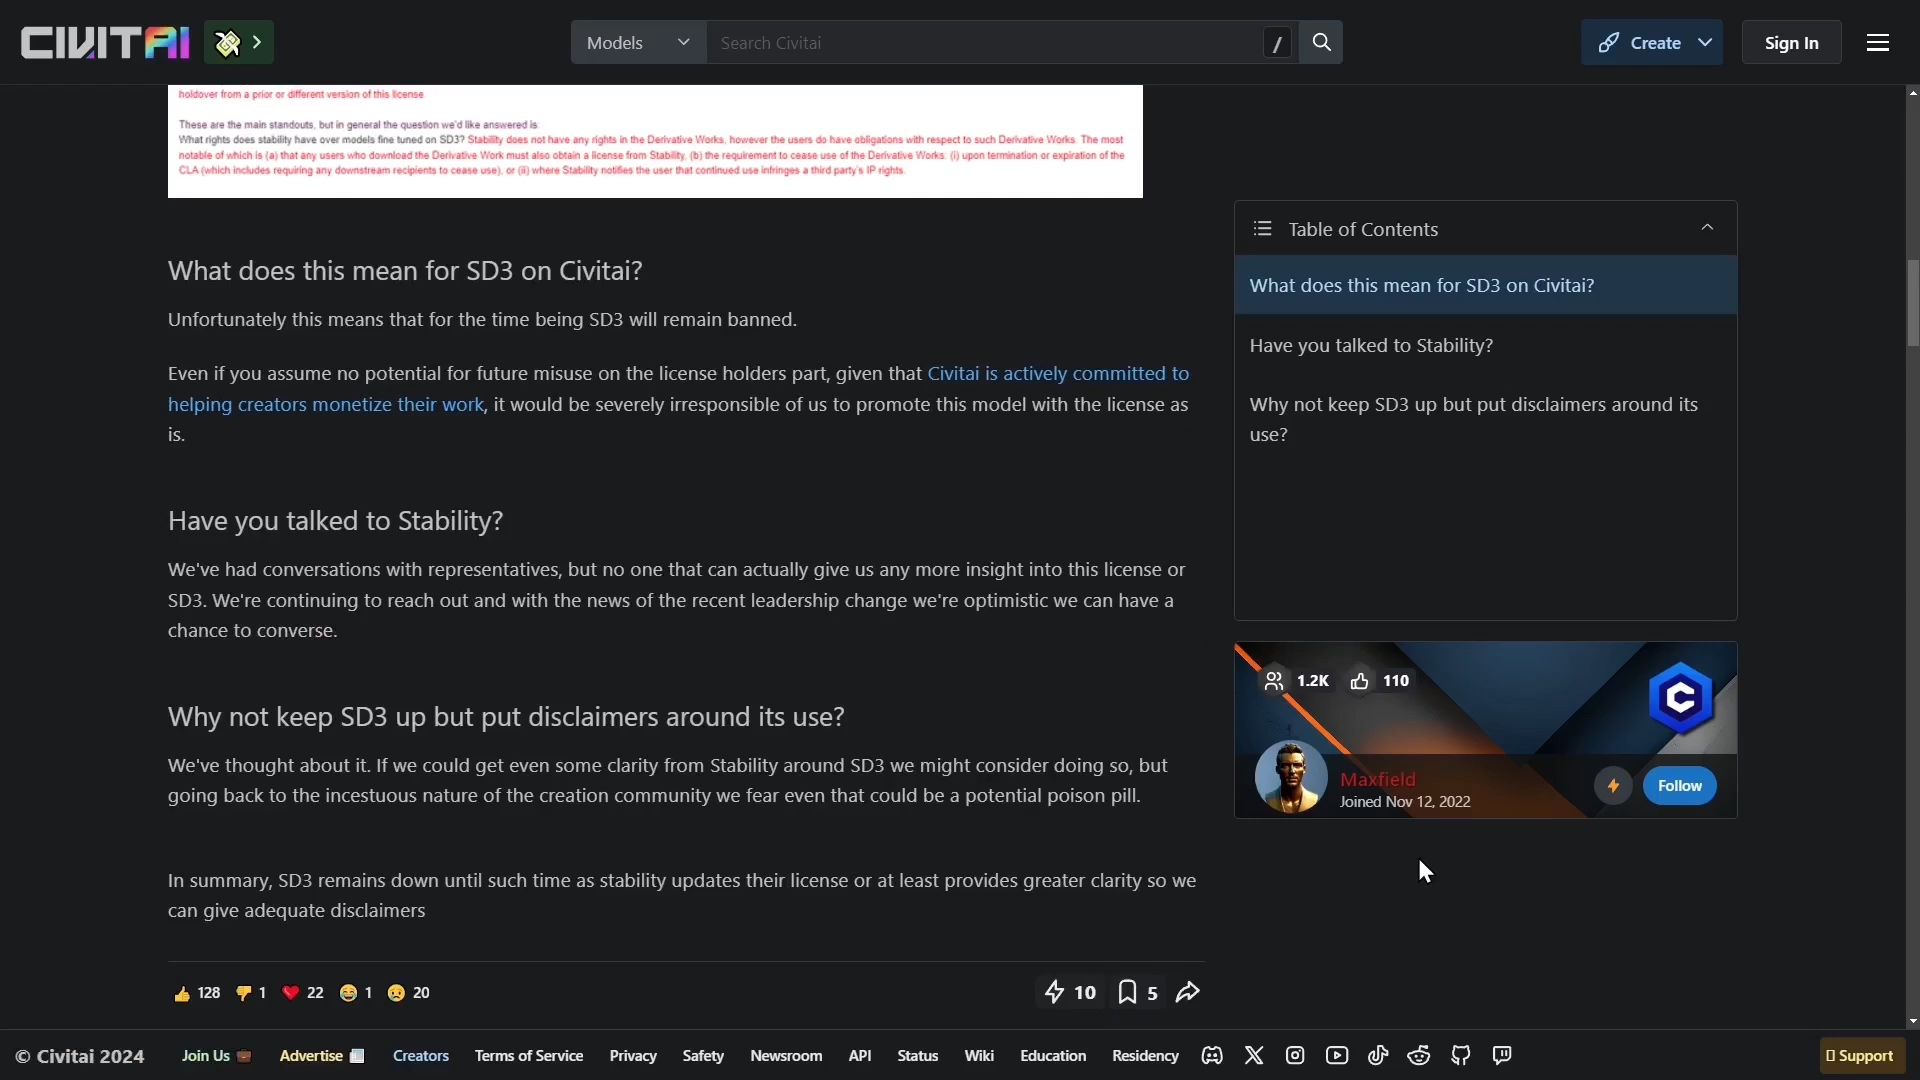 CIVITAI
Models
Search Civitai
/
Create
Sign In
holdover from a prior or different version of this license.
These are the main standouts, but in general the question we'd like answered is:
What rights does stability have over models fine tuned on SD3? Stability does not have any rights in the Derivative Works, however the users do have obligations with respect to such Derivative Works. The most
notable of which is (a) that any users who download the Derivative Work must also obtain a license from Stability, (b) the requirement to cease use of the Derivative Works: (i) upon termination or expiration of the
CLA (which includes requiring any downstream recipients to cease use), or (ii) where Stability notifies the user that continued use infringes a third party's IP rights.
What does this mean for SD3 on Civitai?
Unfortunately this means that for the time being SD3 will remain banned.
Even if you assume no potential for future misuse on the license holders part, given that Civitai is actively committed to
helping creators monetize their work, it would be severely irresponsible of us to promote this model with the license as
is.
Have you talked to Stability?
We've had conversations with representatives, but no one that can actually give us any more insight into this license or
SD3. We're continuing to reach out and with the news of the recent leadership change we're optimistic we can have a
chance to converse.
Why not keep SD3 up but put disclaimers around its use?
We've thought about it. If we could get even some clarity from Stability around SD3 we might consider doing so, but
going back to the incestuous nature of the creation community we fear even that could be a potential poison pill.
In summary, SD3 remains down until such time as stability updates their license or at least provides greater clarity so we
can give adequate disclaimers
128 1 22 1 20
10 5
Table of Contents
What does this mean for SD3 on Civitai?
Have you talked to Stability?
Why not keep SD3 up but put disclaimers around its
use?
1.2K 110
C
Maxfield
Joined Nov 12, 2022
Follow
© Civitai 2024 Join Us Advertise Creators Terms of Service Privacy Safety Newsroom API Status Wiki Education Residency
Support